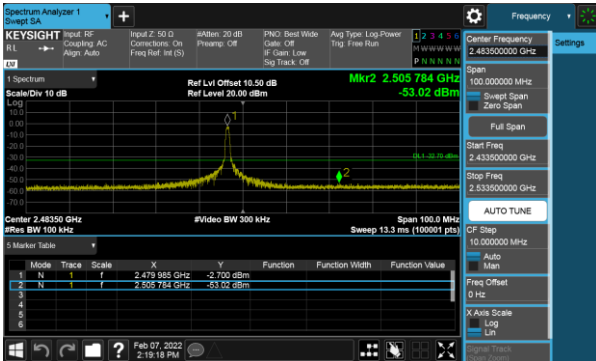 Spectrum Analyzer 1
Swept SA
+
Frequency
KEYSIGHT
RL
Input: RF
Coupling: AC
Align: Auto
Input Z: 50 Ω
Corrections: On
Freq Ref: Int (S)
#Atten: 20 dB
Preamp: Off
PNO: Best Wide
Gate: Off
IF Gain: Low
Sig Track: Off
Avg Type: Log-Power
Trig: Free Run
1 2 3 4 5 6
M W W W W W
P N N N N N
1 Spectrum
Scale/Div 10 dB
Ref Lvl Offset 10.50 dB
Ref Level 20.00 dBm
Mkr2 2.505 784 GHz
-53.02 dBm
Log
10.0
0.00
-10.0
-20.0
-30.0
-40.0
-50.0
-60.0
-70.0
1
2
DL1 -22.70 dBm
Center 2.48350 GHz
#Res BW 100 kHz
#Video BW 300 kHz
Span 100.0 MHz
Sweep 13.3 ms (100001 pts)
5 Marker Table
Mode Trace Scale X Y Function Function Width Function Value
1 N 1 f 2.479 985 GHz -2.700 dBm
2 N 1 f 2.505 784 GHz -53.02 dBm
3
4
5
6
Feb 07, 2022
2:19:18 PM
Center Frequency
2.483500000 GHz
Settings
Span
100.000000 MHz
Swept Span
Zero Span
Full Span
Start Freq
2.433500000 GHz
Stop Freq
2.533500000 GHz
AUTO TUNE
CF Step
10.000000 MHz
Auto
Man
Freq Offset
0 Hz
X Axis Scale
Log
Lin
Signal Track
(Span Zoom)